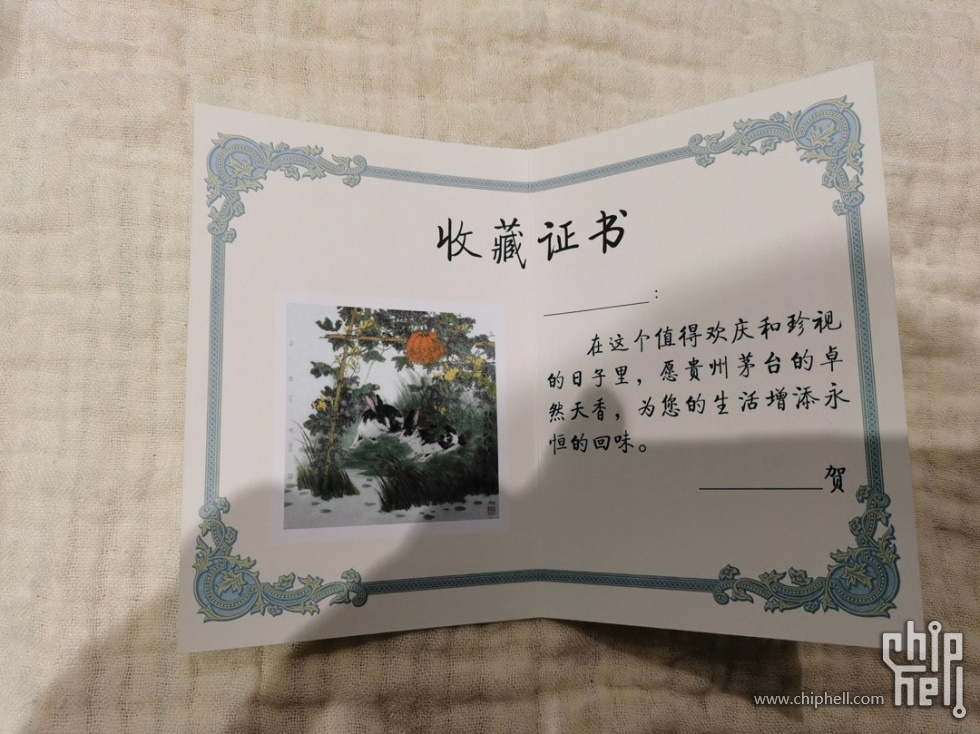 收藏证书
:
在这个值得欢庆和珍视
的日子里，愿贵州茅台的卓
然天香，为您的生活增添永
恒的回味。
贺
chip
hell
www.chiphell.com